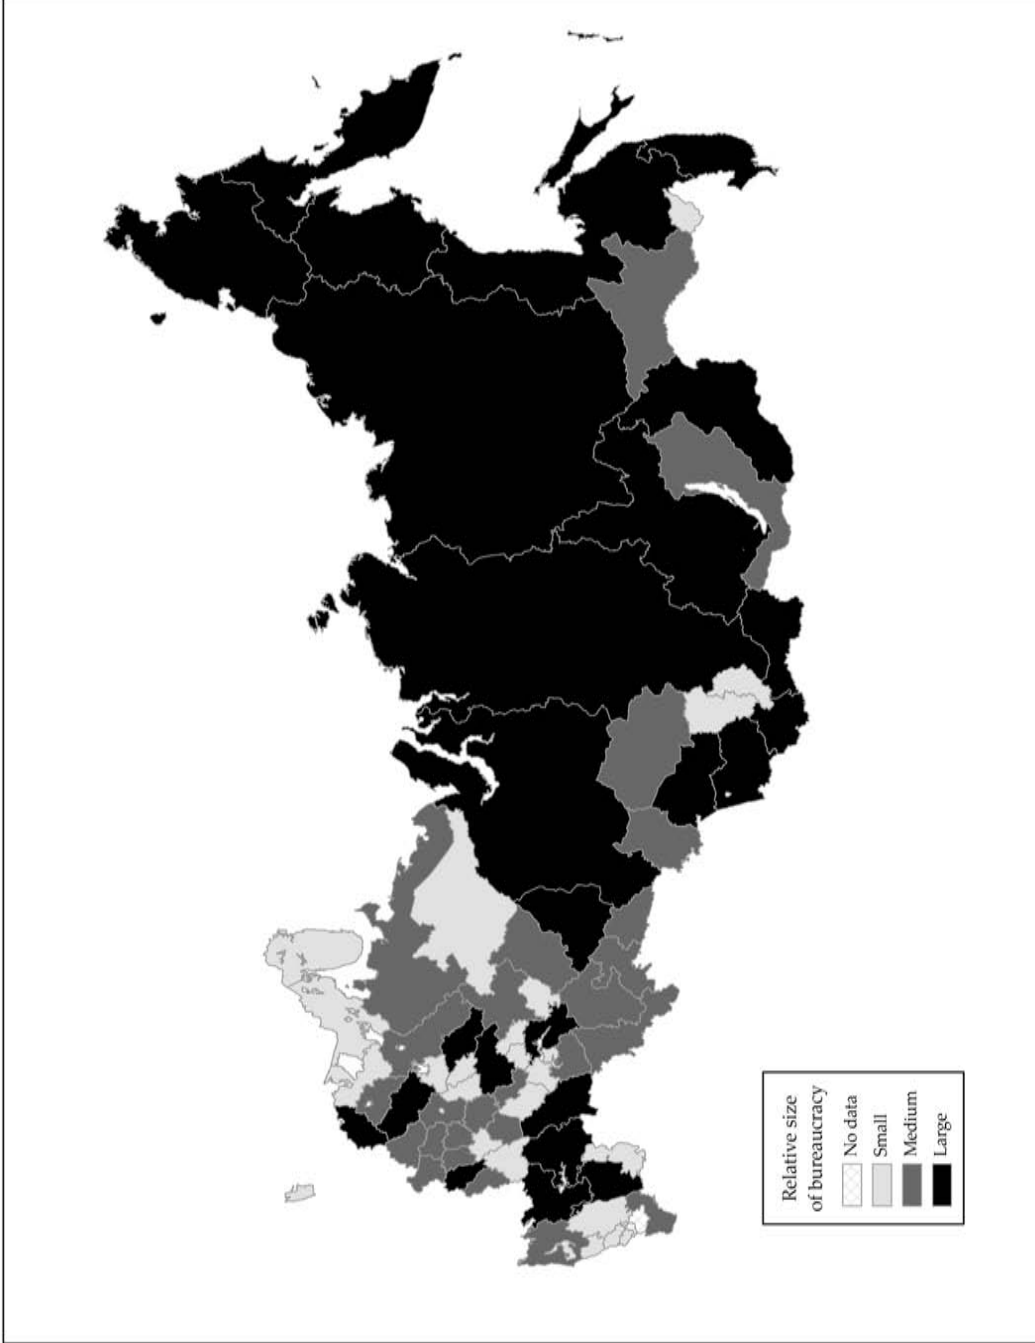 Relative size
of bureaucracy
No data
Small
Medium
Large